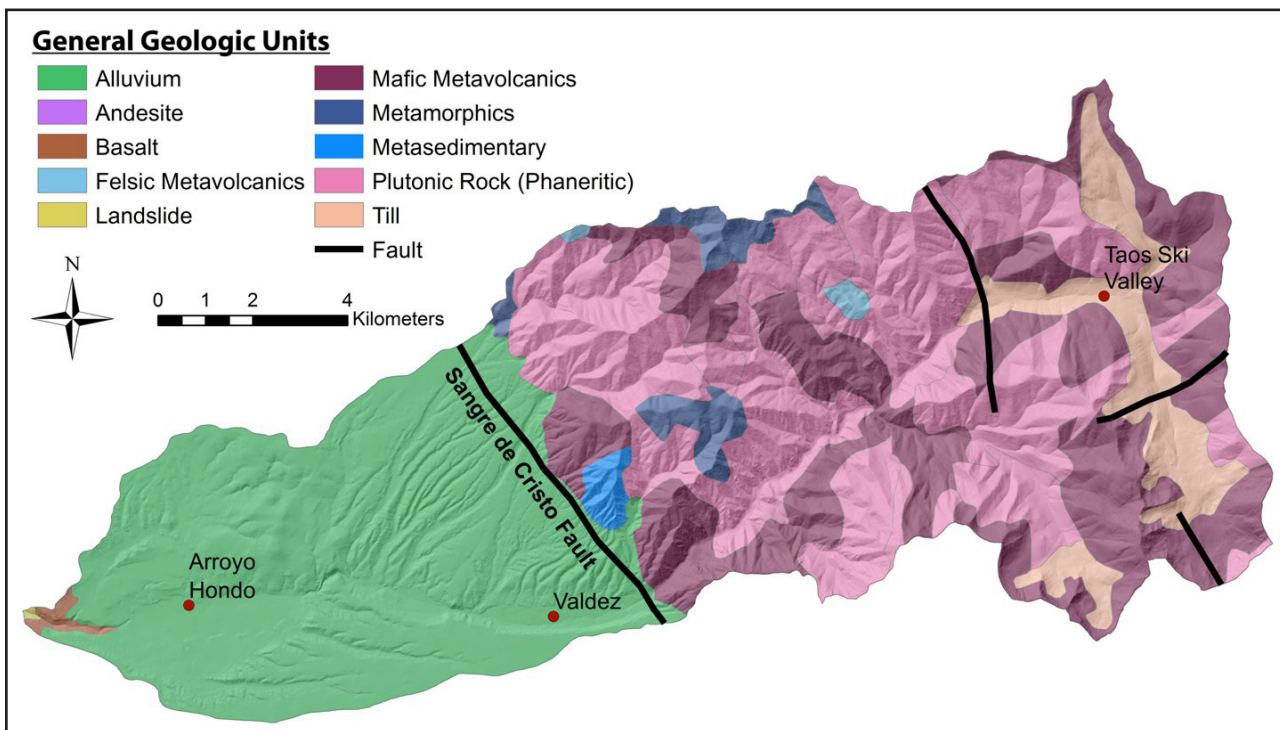 General Geologic Units
Alluvium
Andesite
Basalt
Felsic Metavolcanics
Landslide
Mafic Metavolcanics
Metamorphics
Metasedimentary
Plutonic Rock (Phaneritic)
Till
Fault
N
0 1 2 4
Kilometers
Taos Ski
Valley
Sangre de Cristo Fault
Arroyo
Hondo
Valdez